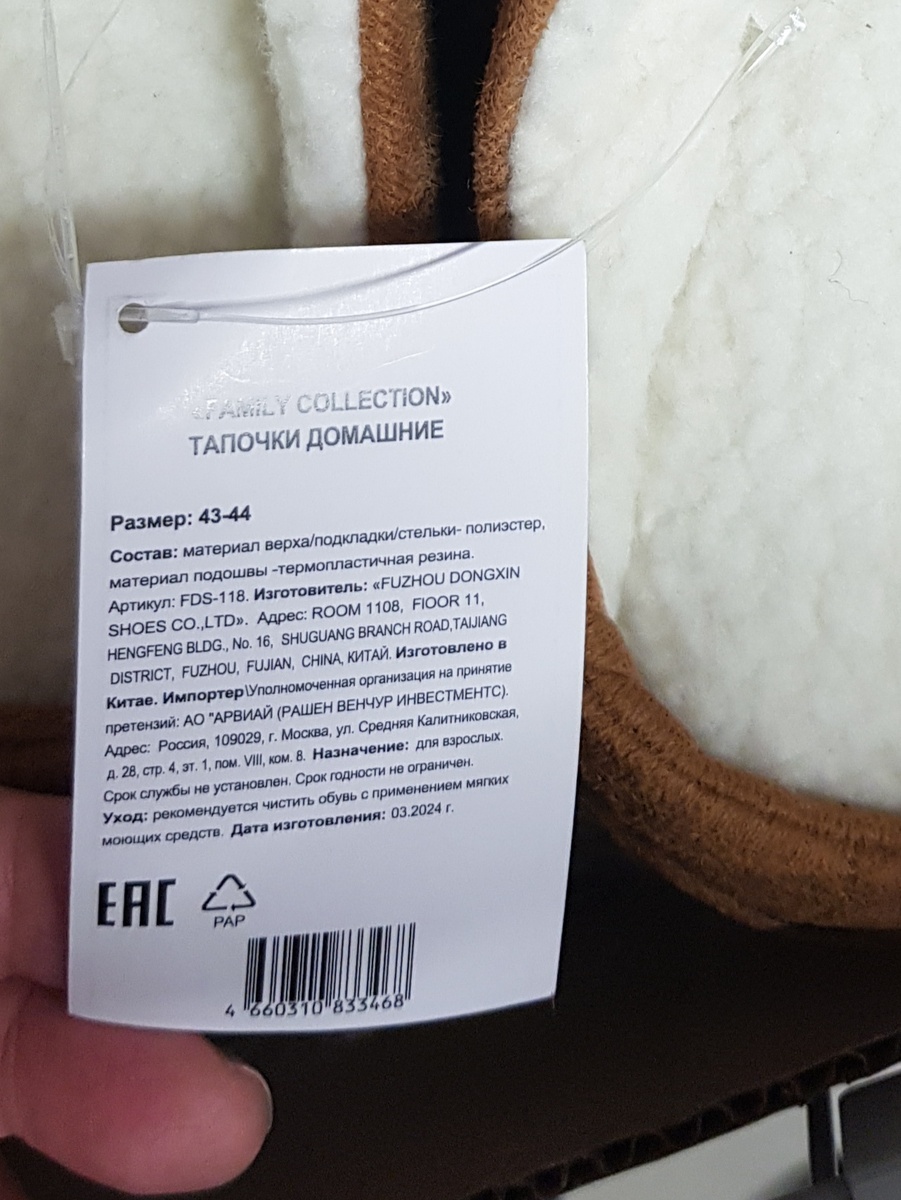 «FAMILY COLLECTION»
ТАПОЧКИ ДОМАШНИЕ
Размер: 43-44
Состав: материал верха/подкладки/стельки- полиэстер,
материал подошвы -термопластичная резина.
Артикул: FDS-118. Изготовитель: «FUZHOU DONGXIN
SHOES CO.,LTD». Адрес: ROOM 1108, FIOOR 11,
HENGFENG BLDG., No. 16, SHUGUANG BRANCH ROAD,TAIJIANG
DISTRICT, FUZHOU, FUJIAN, CHINA, КИТАЙ. Изготовлено в
Китае. Импортер\Уполномоченная организация на принятие
претензий: АО "АРВИАЙ (РАШЕН ВЕНЧУР ИНВЕСТМЕНТС).
Адрес: Россия, 109029, г. Москва, ул. Средняя Калитниковская,
д. 28, стр. 4, эт. 1, пом. VIII, ком. 8. Назначение: для взрослых.
Срок службы не установлен. Срок годности не ограничен.
Уход: рекомендуется чистить обувь с применением мягких
моющих средств. Дата изготовления: 03.2024 г.
EAC
PAP
4 660310 833468